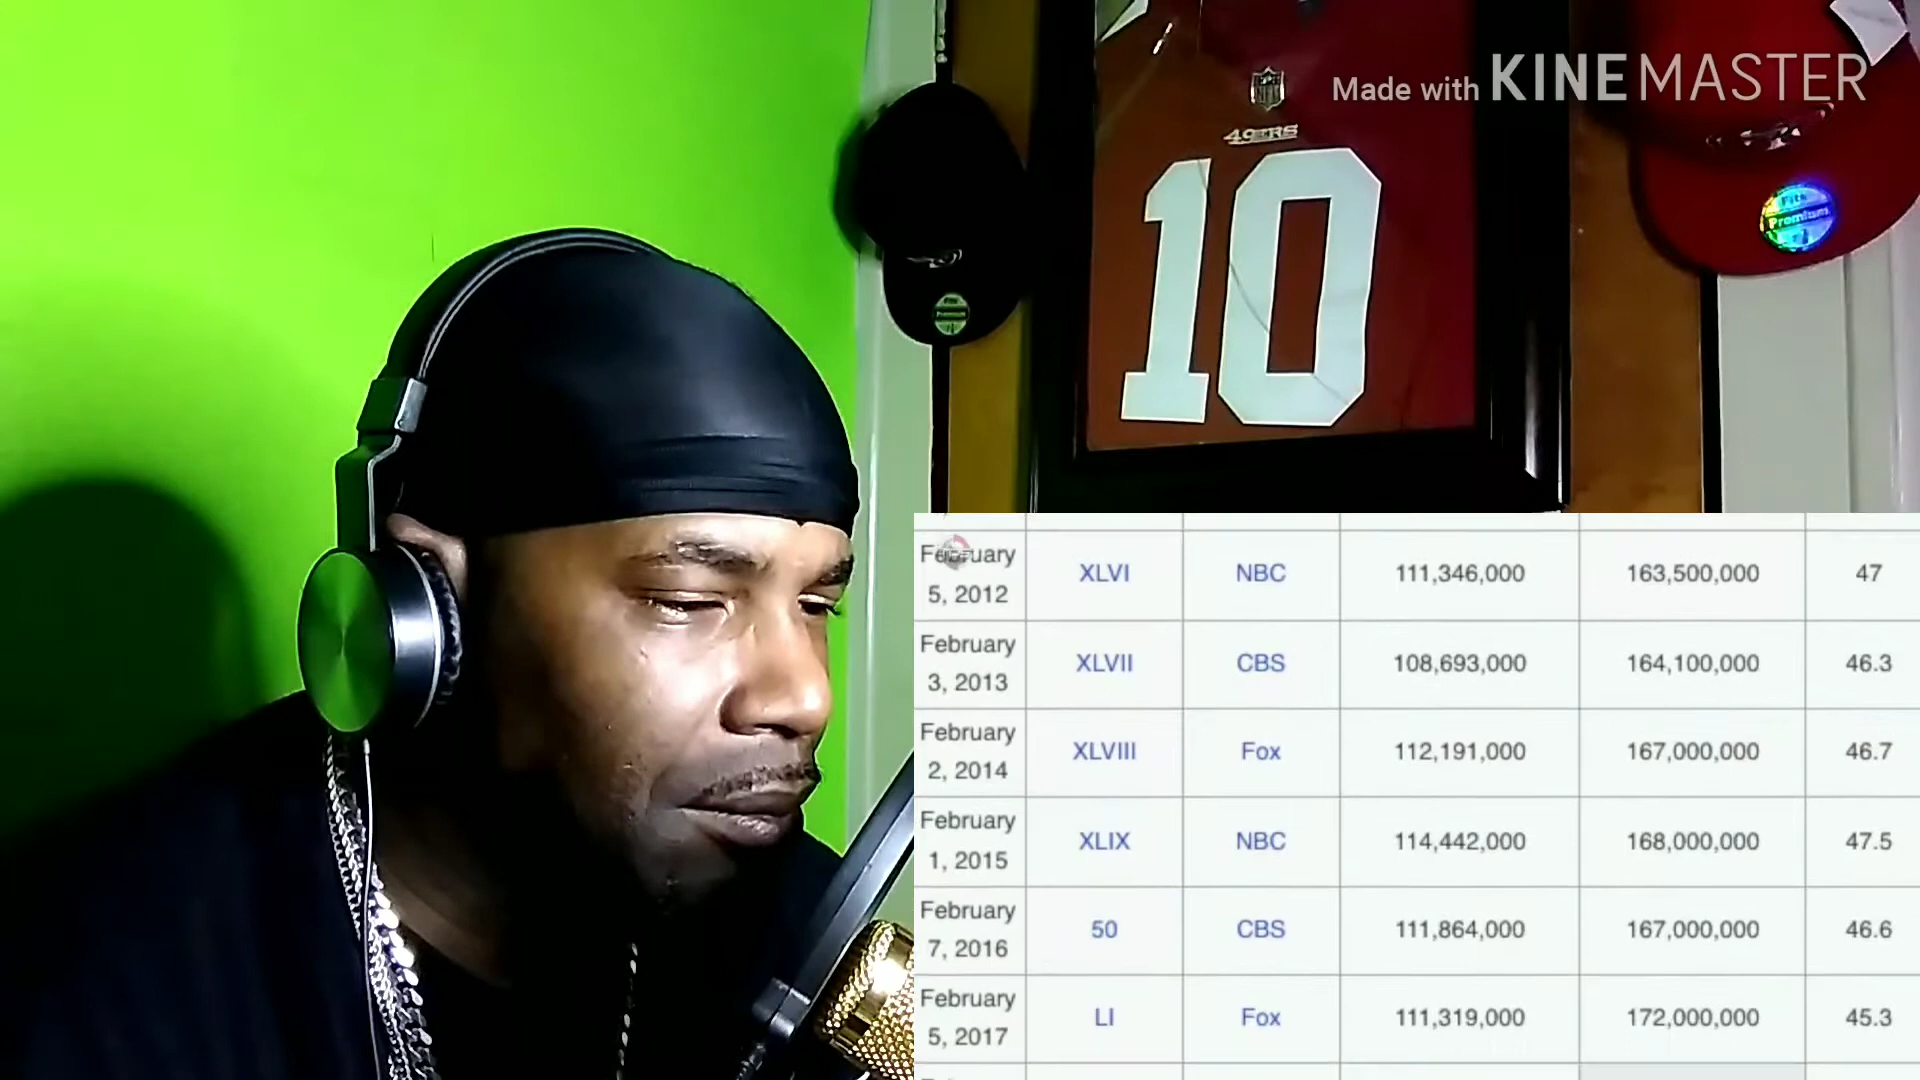 Made with KINEMASTER
NFL
49ERS
10
Fits
Premium
Premium
February
5, 2012
XLVI
NBC
111,346,000
163,500,000
47
February
3, 2013
XLVII
CBS
108,693,000
164,100,000
46.3
February
2, 2014
XLVIII
Fox
112,191,000
167,000,000
46.7
February
1, 2015
XLIX
NBC
114,442,000
168,000,000
47.5
February
7, 2016
50
CBS
111,864,000
167,000,000
46.6
February
5, 2017
LI
Fox
111,319,000
172,000,000
45.3